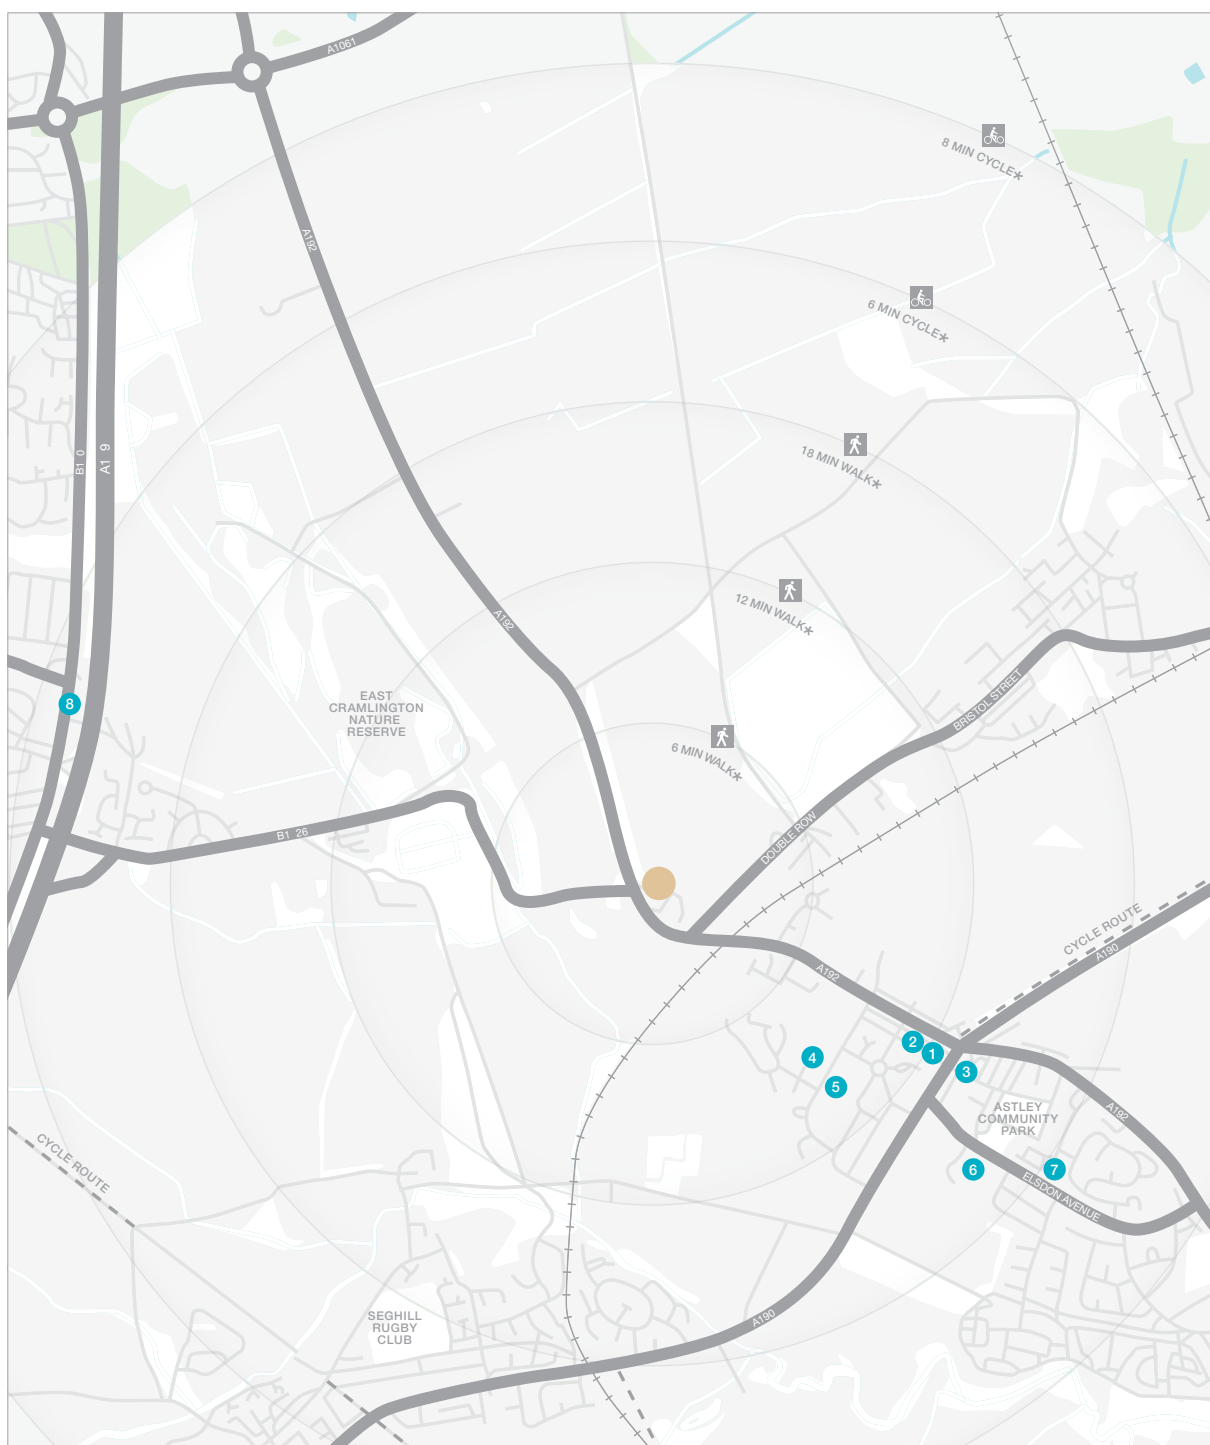 A1061
8 MIN CYCLE*
A192
6 MIN CYCLE*
B1 0
A1 9
18 MIN WALK*
12 MIN WALK*
A192
BRISTOL STREET
EAST
CRAMLINGTON
NATURE
RESERVE
8
6 MIN WALK*
B1 26
DOUBLE ROW
CYCLE ROUTE
A190
A192
2
1
4
3
5
ASTLEY
COMMUNITY
PARK
A192
CYCLE ROUTE
6
7
ELSDON AVENUE
SEGHILL
RUGBY
CLUB
A190